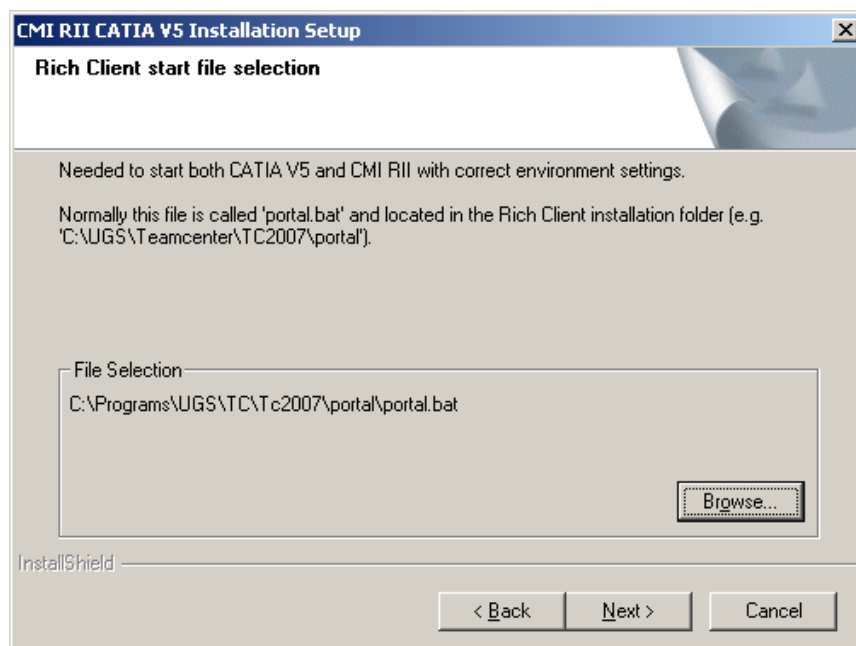 CMI RII CATIA V5 Installation Setup
Rich Client start file selection
Needed to start both CATIA V5 and CMI RII with correct environment settings.
Normally this file is called 'portal.bat' and located in the Rich Client installation folder (e.g.
'C:\UGS\Teamcenter\TC2007\portal').
File Selection
C:\Programs\UGS\TC\Tc2007\portal\portal.bat
Browse...
InstallShield
< Back
Next >
Cancel